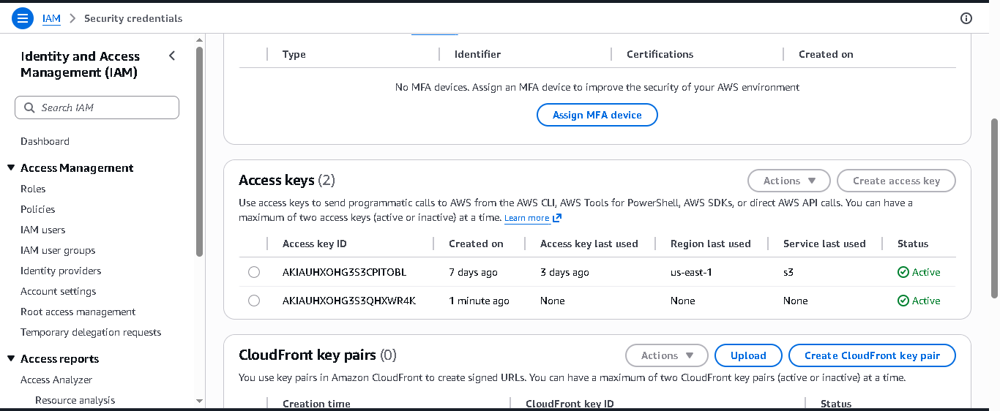 IAM > Security credentials
Identity and Access
Management (IAM)
Search IAM
Dashboard
Access Management
Roles
Policies
IAM users
IAM user groups
Identity providers
Account settings
Root access management
Temporary delegation requests
Access reports
Access Analyzer
Resource analysis
Type Identifier Certifications Created on
No MFA devices. Assign an MFA device to improve the security of your AWS environment
Assign MFA device
Access keys (2) Actions Create access key
Use access keys to send programmatic calls to AWS from the AWS CLI, AWS Tools for PowerShell, AWS SDKs, or direct AWS API calls. You can have a
maximum of two access keys (active or inactive) at a time. Learn more
Access key ID Created on Access key last used Region last used Service last used Status
AKIAUHXOHG3S3CPITOBL 7 days ago 3 days ago us-east-1 s3 Active
AKIAUHXOHG3S3QHXWR4K 1 minute ago None None None Active
CloudFront key pairs (0) Actions Upload Create CloudFront key pair
You use key pairs in Amazon CloudFront to create signed URLs. You can have a maximum of two CloudFront key pairs (active or inactive) at a time.
Creation time CloudFront key ID Status